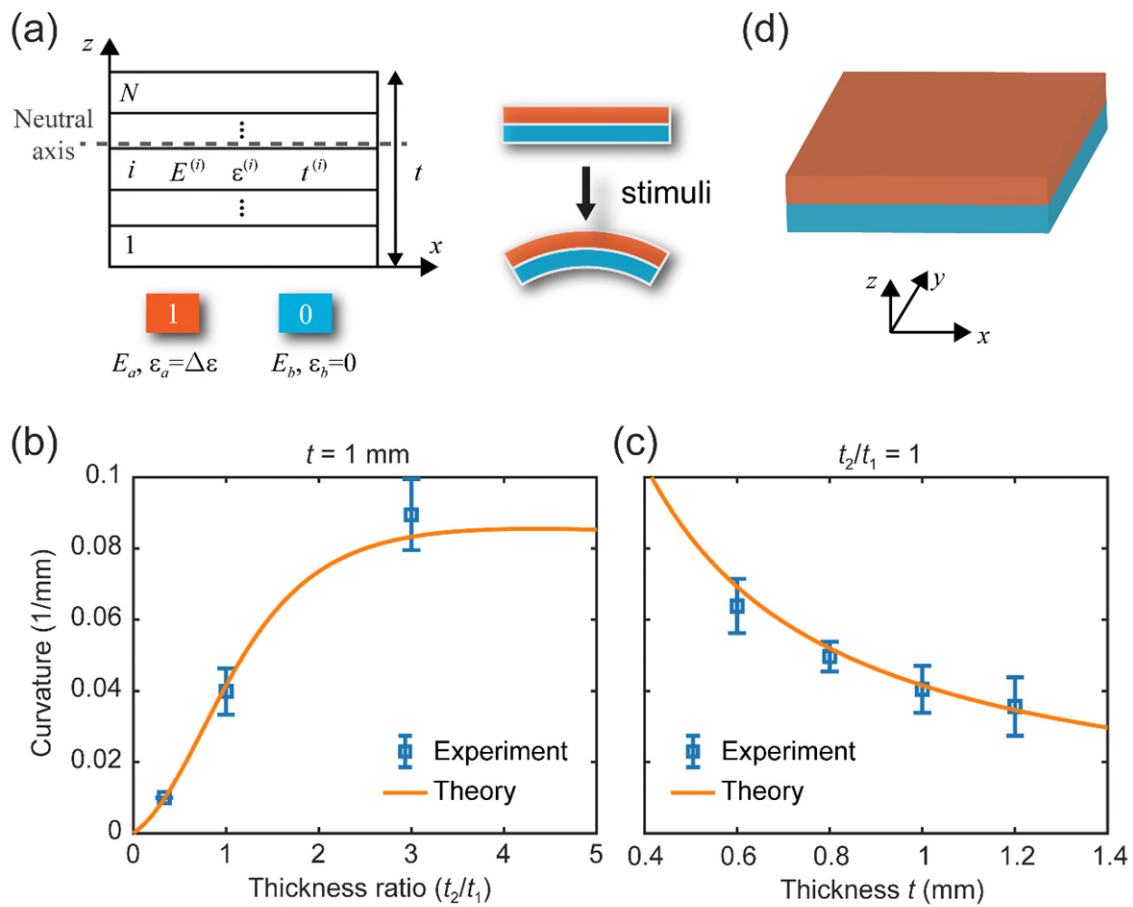 (a)
z
N
⋮
Neutral
axis
i E^(i) ε^(i) t^(i)
t
⋮
1
x
1
0
E_a, ε_a=Δε
E_b, ε_b=0
stimuli
(d)
z
y
x
(b)
t = 1 mm
Curvature (1/mm)
0.1
0.08
0.06
0.04
0.02
0
Experiment
Theory
0 1 2 3 4 5
Thickness ratio (t_2/t_1)
(c)
t_2/t_1 = 1
Experiment
Theory
0.4 0.6 0.8 1 1.2 1.4
Thickness t (mm)